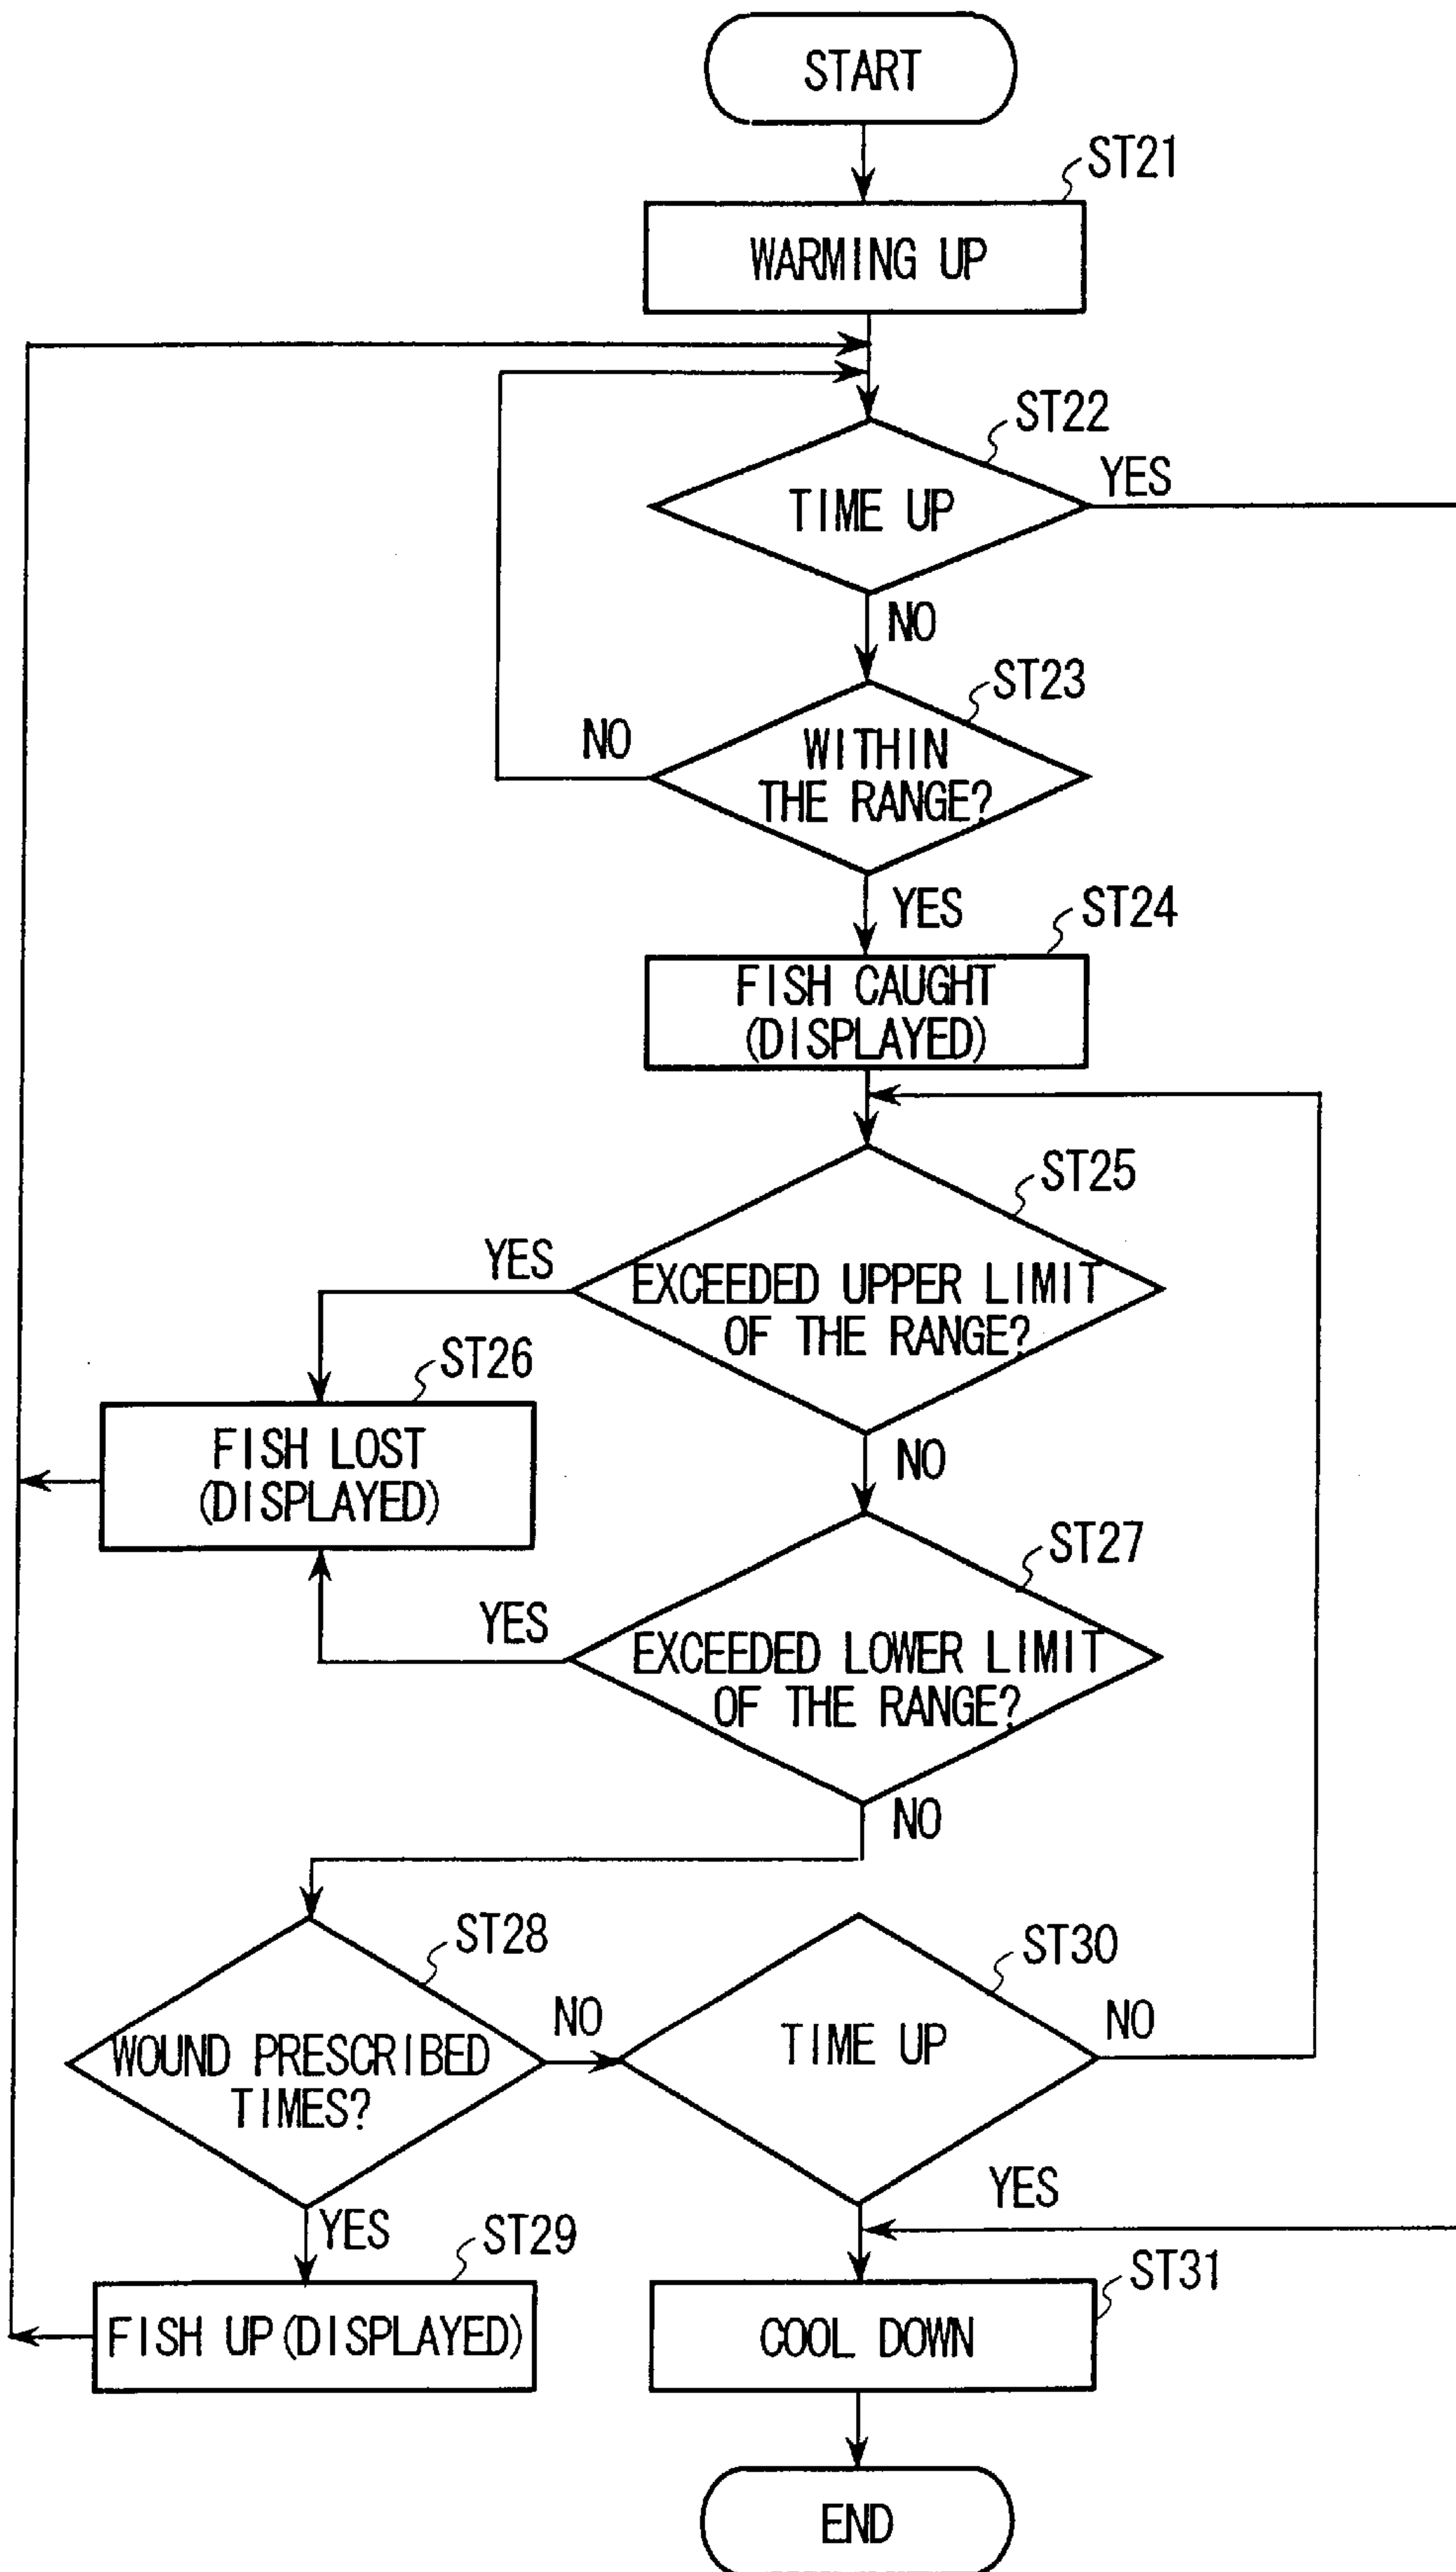 START
ST21
WARMING UP
ST22
YES
TIME UP
NO
ST23
NO
WITHIN
THE RANGE?
YES
ST24
FISH CAUGHT
(DISPLAYED)
ST25
YES
EXCEEDED UPPER LIMIT
OF THE RANGE?
ST26
FISH LOST
(DISPLAYED)
NO
ST27
YES
EXCEEDED LOWER LIMIT
OF THE RANGE?
NO
ST28
WOUND PRESCRIBED
TIMES?
NO
ST30
TIME UP
NO
YES
YES
ST29
FISH UP (DISPLAYED)
ST31
COOL DOWN
END